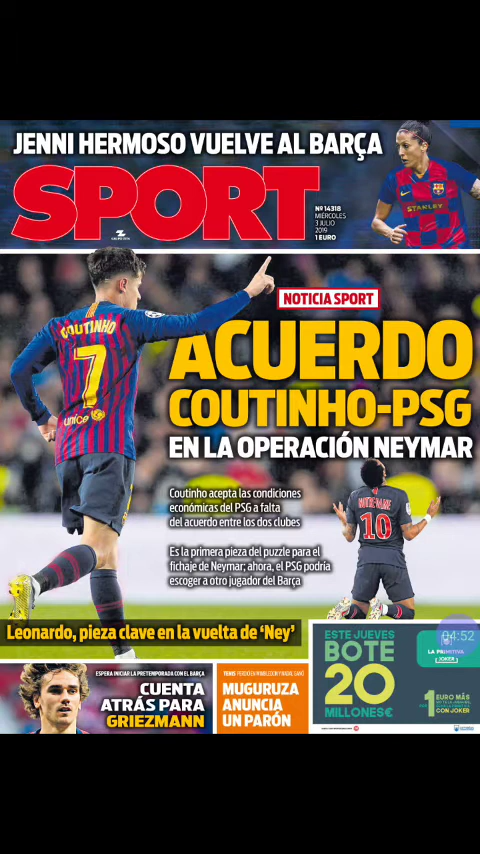 JENNI HERMOSO VUELVE AL BARÇA
SPORT
Nº 14318
MIÉRCOLES
3 JULIO
2019
1 EURO
STANLEY
NOTICIA SPORT
ACUERDO
COUTINHO-PSG
EN LA OPERACIÓN NEYMAR
COUTINHO
7
unicef
Coutinho acepta las condiciones
económicas del PSG a falta
del acuerdo entre los dos clubes
Es la primera pieza del puzzle para el
fichaje de Neymar; ahora, el PSG podría
escoger a otro jugador del Barça
NOTRE-DAME
10
Leonardo, pieza clave en la vuelta de 'Ney'
ESPERA INICIAR LA PRETEMPORADA CON EL BARÇA
CUENTA
ATRÁS PARA
GRIEZMANN
TENIS
MUGURUZA
ANUNCIA
UN PARÓN
ESTE JUEVES
BOTE
20
MILLONES€
04:52
LA PRIMITIVA
JOKER
1 EURO MÁS
CON JOKER